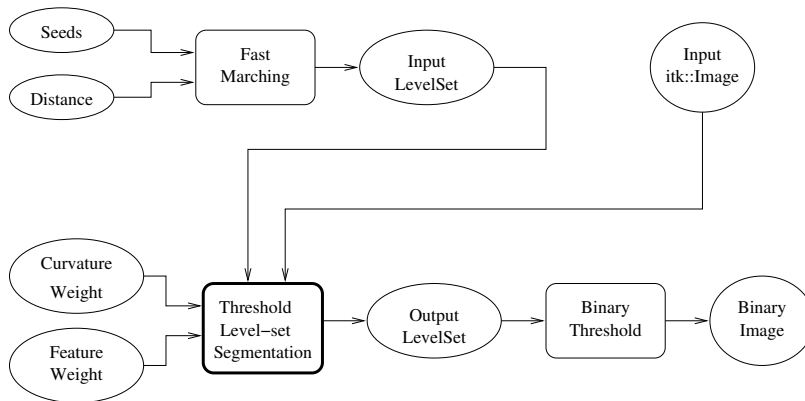 Seeds
Distance
Fast
Marching
Input
LevelSet
Input
itk::Image
Curvature
Weight
Feature
Weight
Threshold
Level-set
Segmentation
Output
LevelSet
Binary
Threshold
Binary
Image